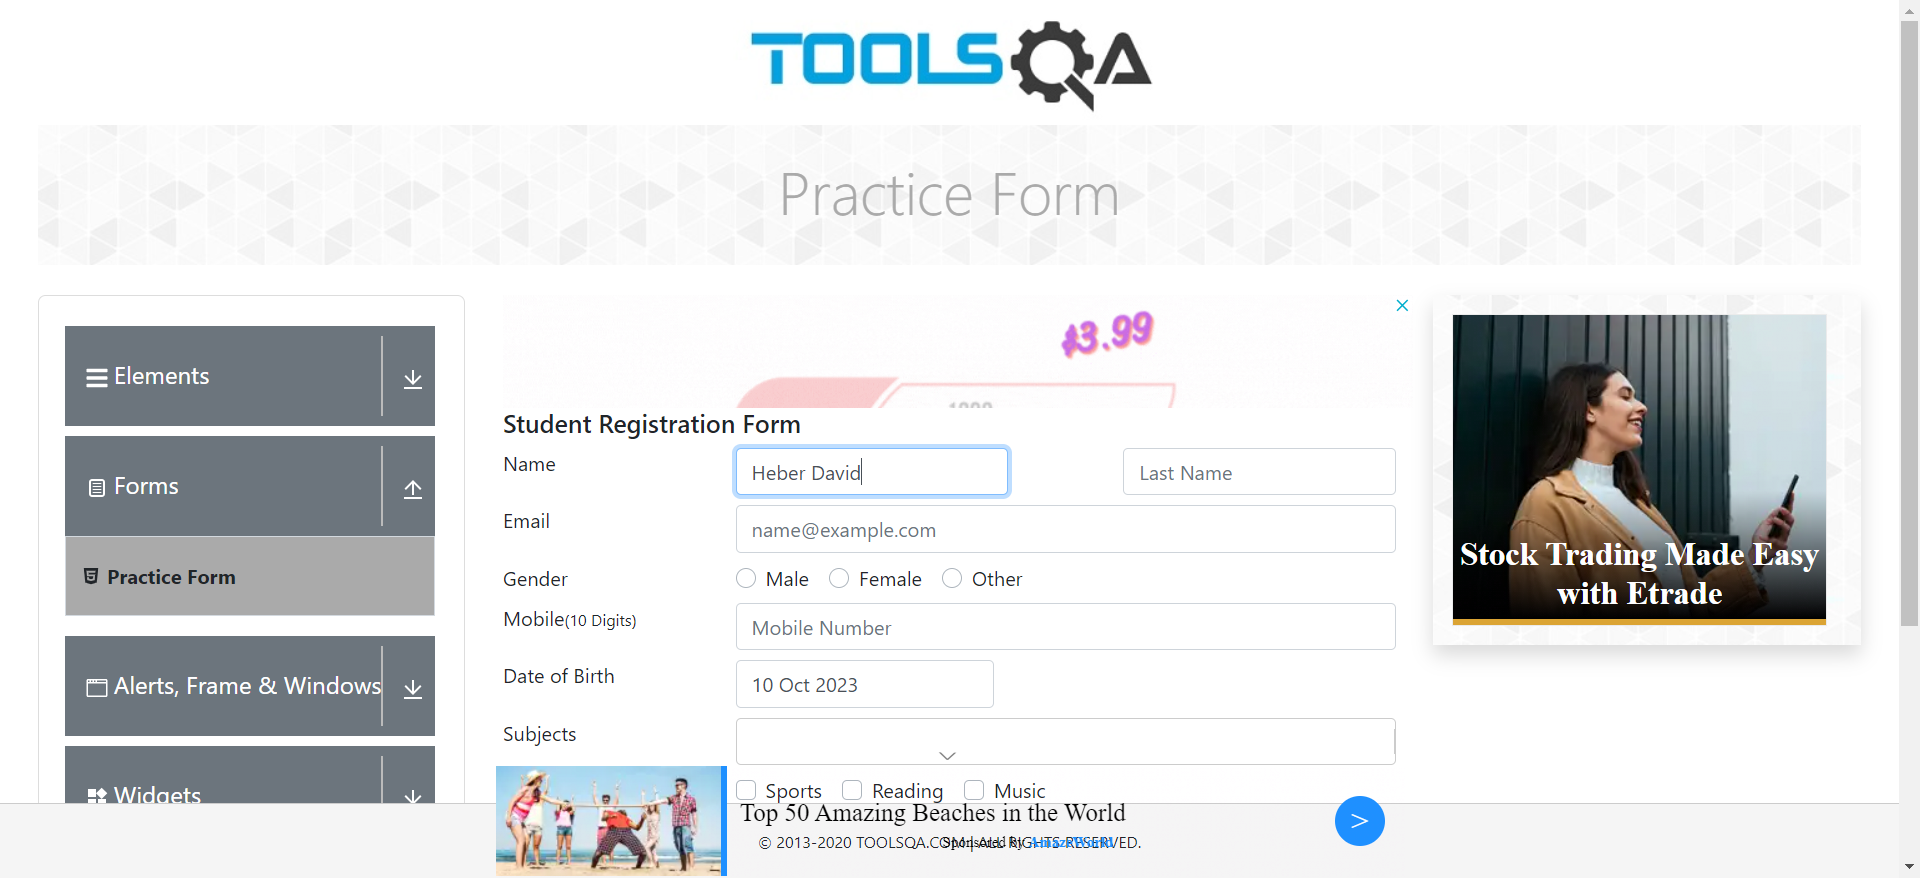 TOOLSQA
Practice Form
Elements
Forms
Practice Form
Alerts, Frame & Windows
Widgets
$3.99
Student Registration Form
Name
Heber David
Last Name
Email
name@example.com
Gender
Male
Female
Other
Mobile(10 Digits)
Mobile Number
Date of Birth
10 Oct 2023
Subjects
Sports
Reading
Music
Stock Trading Made Easy
with Etrade
Top 50 Amazing Beaches in the World
© 2013-2020 TOOLSQA.COM | ALL RIGHTS RESERVED.
Sponsored By